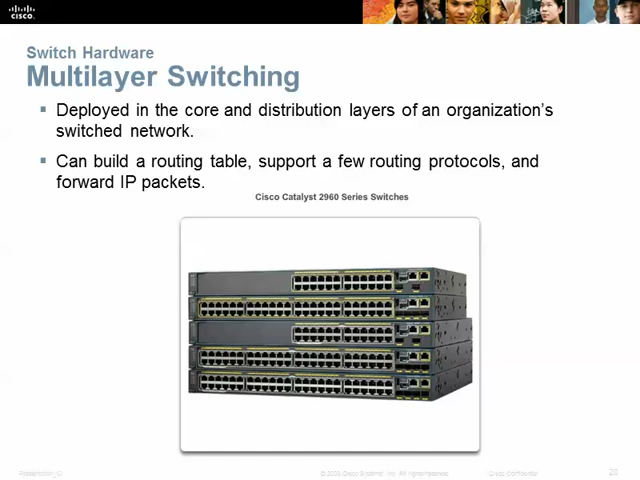 CISCO.
Switch Hardware
Multilayer Switching
Deployed in the core and distribution layers of an organization's
switched network.
Can build a routing table, support a few routing protocols, and
forward IP packets.
Cisco Catalyst 2960 Series Switches
Presentation_ID
Cisco Systems, Inc. All rights reserved.
Cisco Confidential